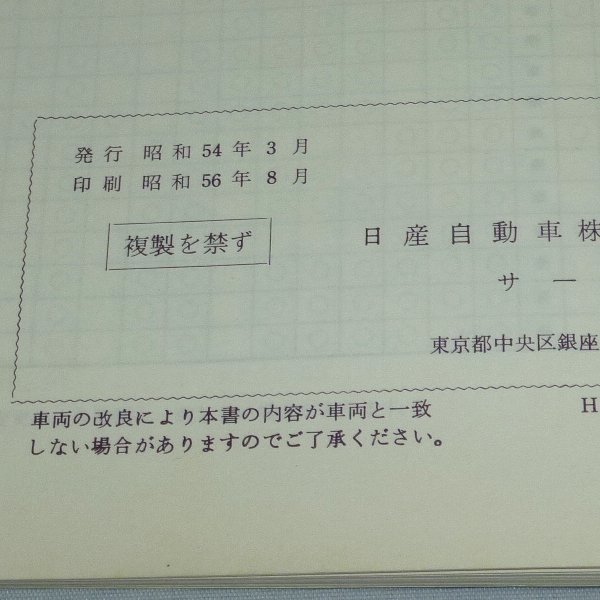 発行 昭和54年3月
印刷 昭和56年8月
複製を禁ず
日産自動車株
サー
東京都中央区銀座
H
車両の改良により本書の内容が車両と一致
しない場合がありますのでご了承ください。